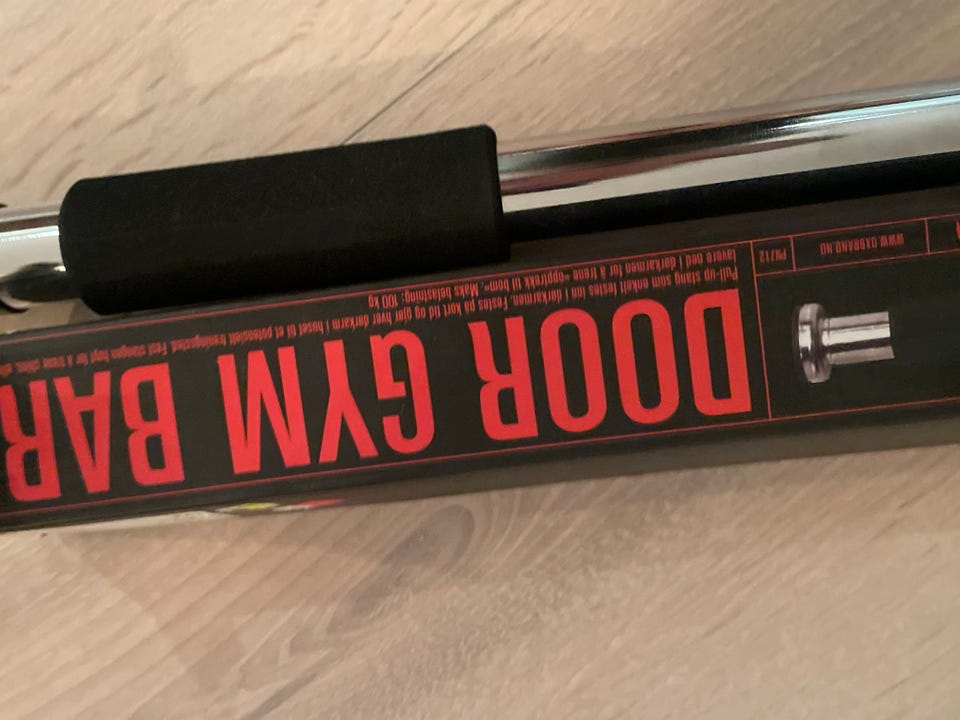 WWW.OXBRAND.NO
PM212
DOOR GYM BAR
Pull-up stang som enkelt festes inn i dørkarmen. Festes på kort tid og gjør hver dørkarm i huset til et potensielt treningssted. Fest stangen høyt for å trene chins, eller
lavere ned i dørkarmen for å trene «opptrekk til bom». Maks belastning: 100 kg